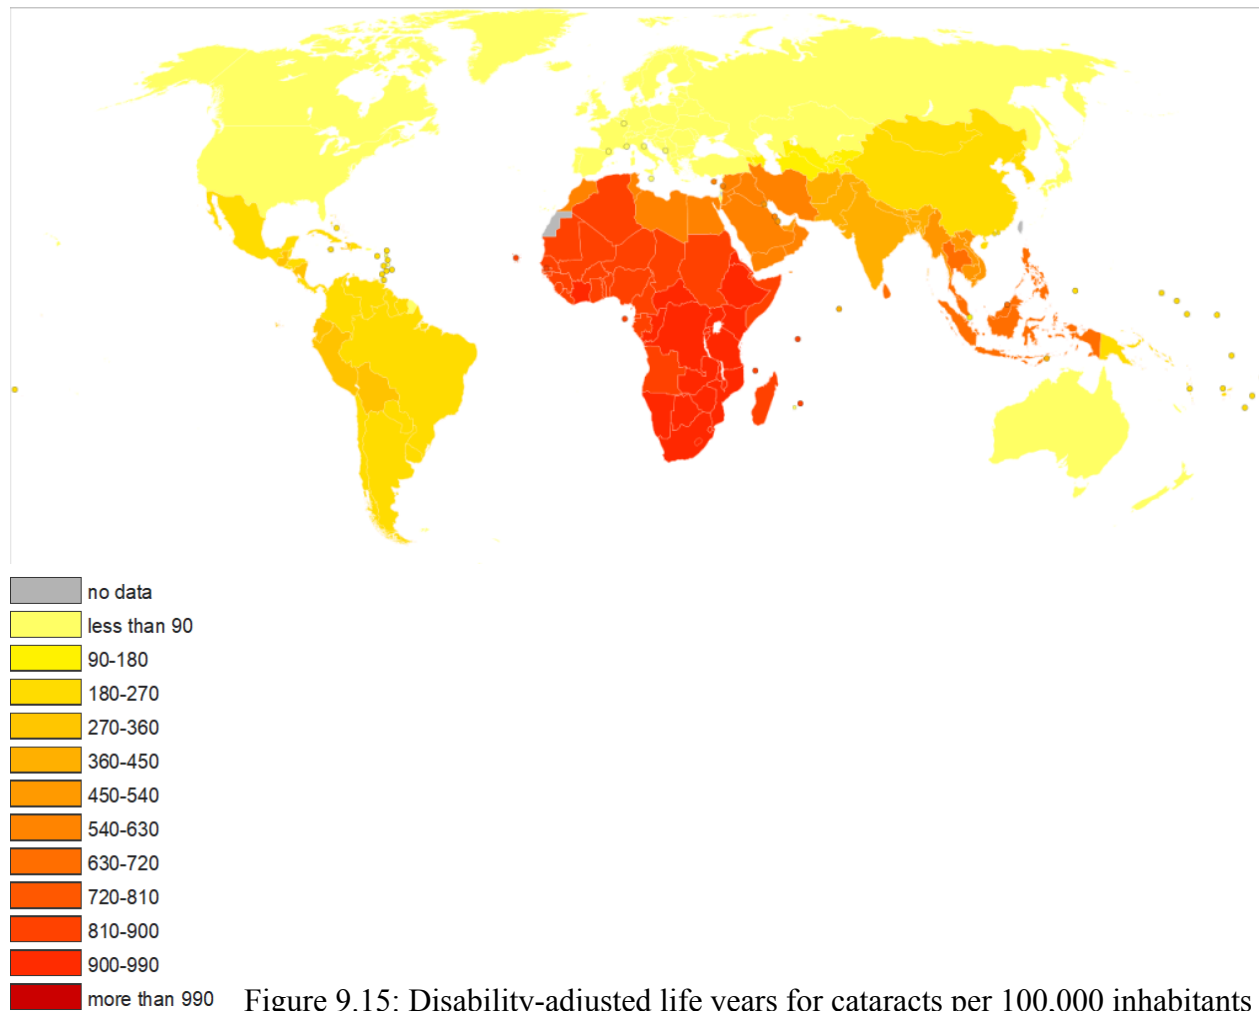 no data
less than 90
90-180
180-270
270-360
360-450
450-540
540-630
630-720
720-810
810-900
900-990
more than 990
Figure 9.15: Disability-adjusted life years for cataracts per 100,000 inhabitants